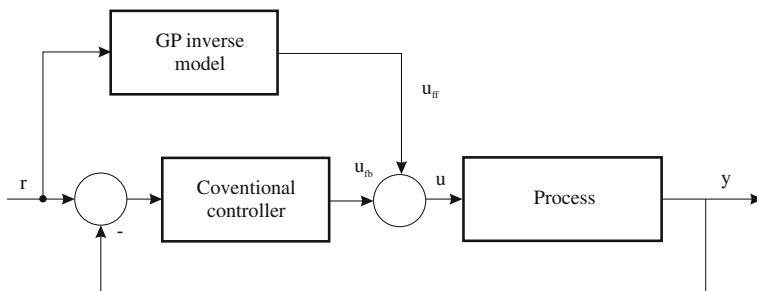 GP inverse
model
u_ff
r
Coventional
controller
u_fb
u
Process
y
-